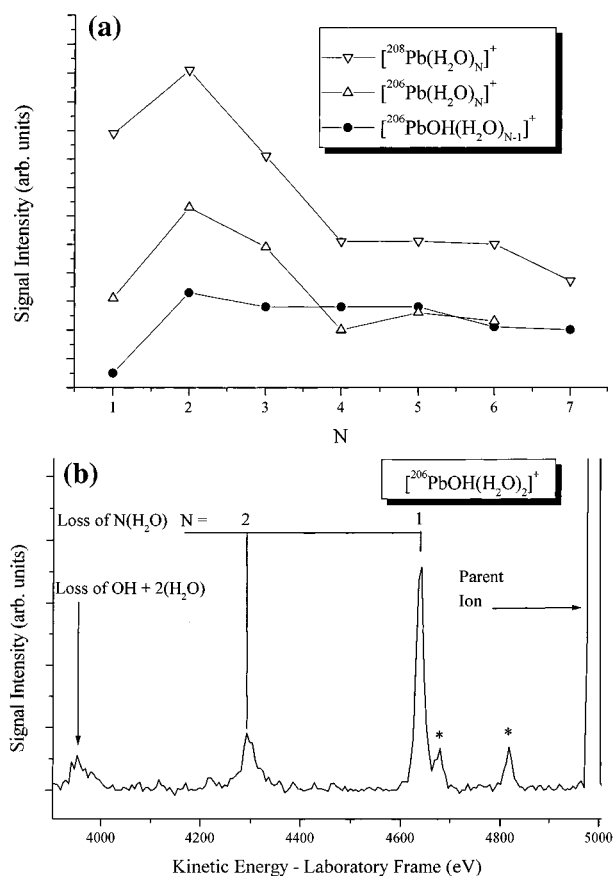 (a)
[²⁰⁸Pb(H₂O)N]⁺
[²⁰⁶Pb(H₂O)N]⁺
[²⁰⁶PbOH(H₂O)N-1]⁺
Signal Intensity (arb. units)
1 2 3 4 5 6 7
N
(b)
[²⁰⁶PbOH(H₂O)₂]⁺
Loss of N(H₂O) N = 2 1
Loss of OH + 2(H₂O)
Parent
Ion
* *
Signal Intensity (arb. units)
4000 4200 4400 4600 4800 5000
Kinetic Energy - Laboratory Frame (eV)